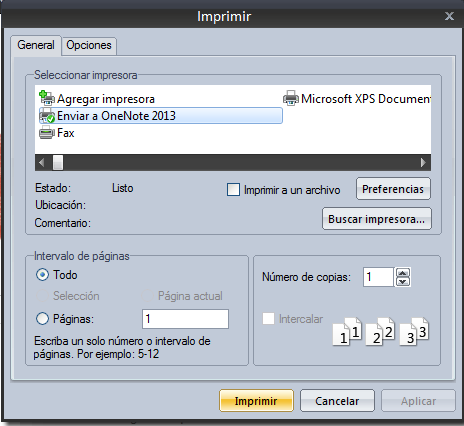 Imprimir
General Opciones
Seleccionar impresora
Agregar impresora Microsoft XPS Document
Enviar a OneNote 2013
Fax
Estado: Listo Imprimir a un archivo Preferencias
Ubicación:
Comentario: Buscar impresora...
Intervalo de páginas
Todo Número de copias: 1
Selección Página actual
Páginas: 1 Intercalar
1 1 2 2 3 3
Escriba un solo número o intervalo de
páginas. Por ejemplo: 5-12
Imprimir Cancelar Aplicar